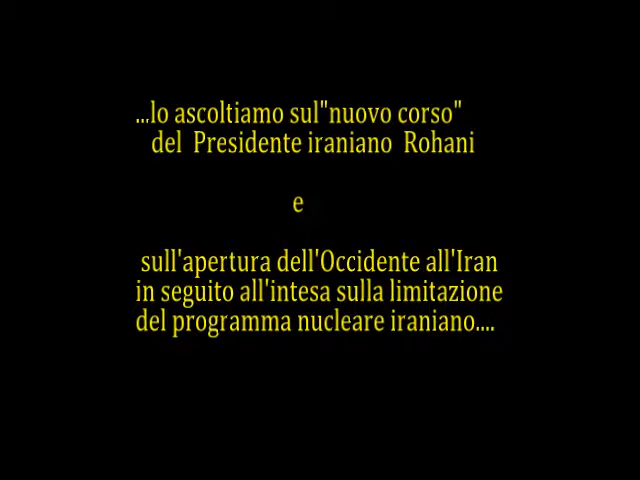 ...lo ascoltiamo sul"nuovo corso"
del Presidente iraniano Rohani
e
sull'apertura dell'Occidente all'Iran
in seguito all'intesa sulla limitazione
del programma nucleare iraniano....